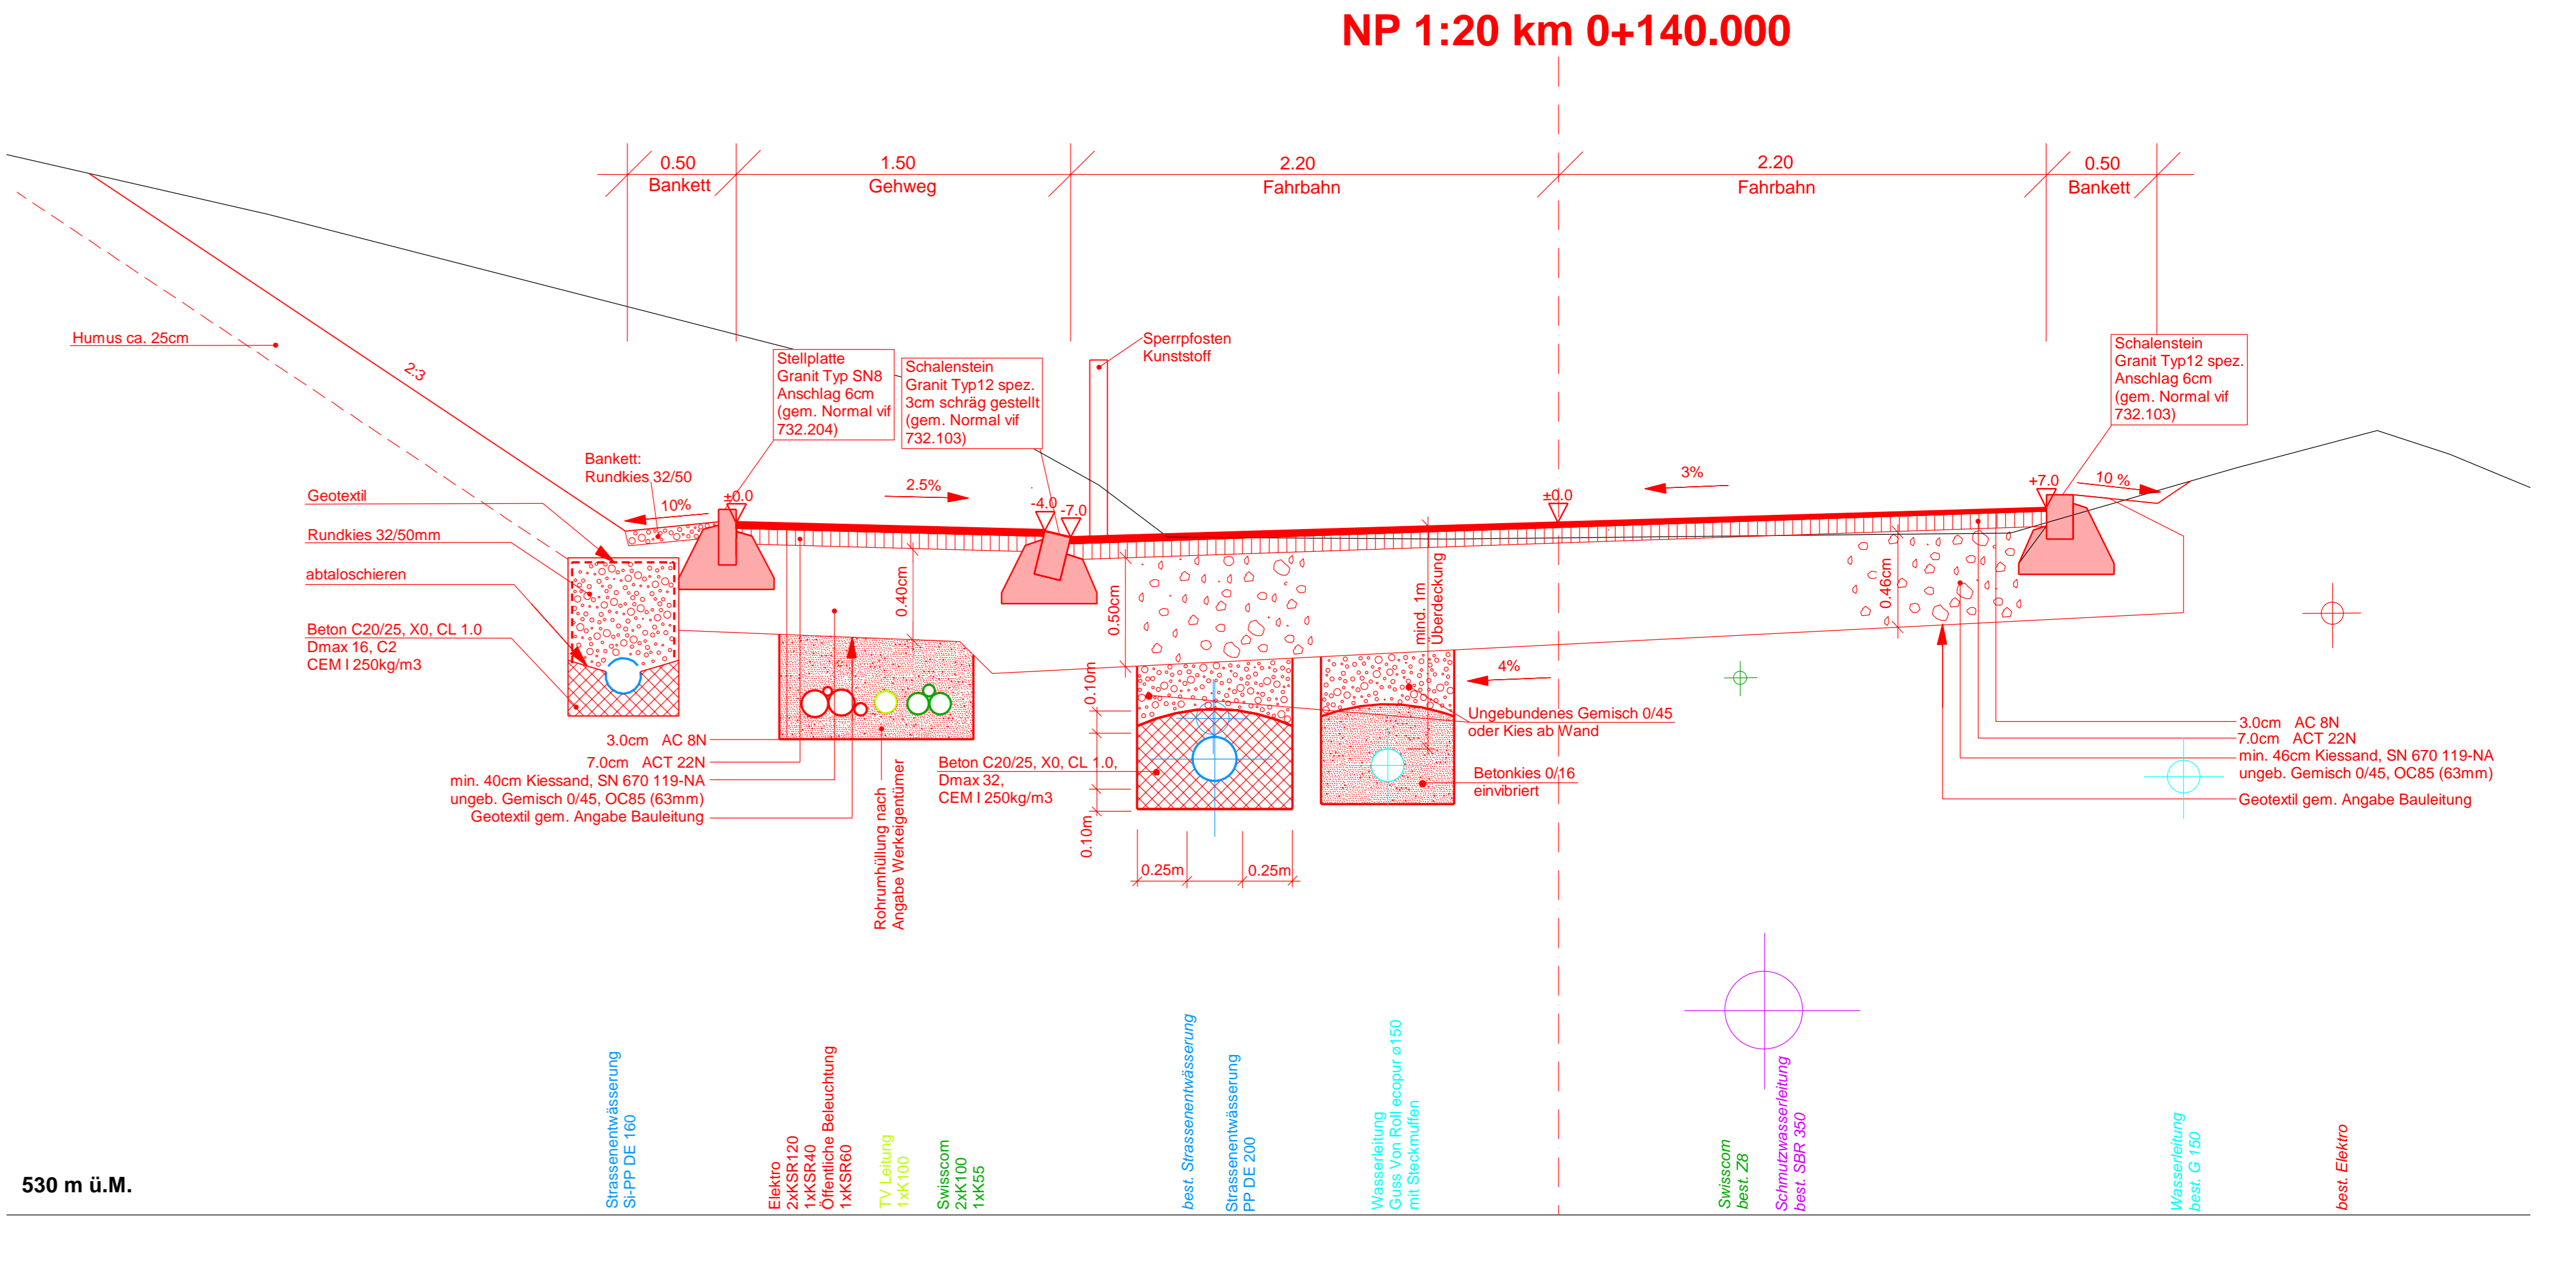 NP 1:20 km 0+140.000
0.50
Bankett
1.50
Gehweg
2.20
Fahrbahn
2.20
Fahrbahn
0.50
Bankett
Humus ca. 25cm
2:3
Stellplatte
Granit Typ SN8
Anschlag 6cm
(gem. Normal vif
732.204)
Schalenstein
Granit Typ12 spez.
3cm schräg gestellt
(gem. Normal vif
732.103)
Sperrpfosten
Kunststoff
Schalenstein
Granit Typ12 spez.
Anschlag 6cm
(gem. Normal vif
732.103)
Bankett:
Rundkies 32/50
10%
±0.0
2.5%
-4.0
-7.0
±0.0
3%
+7.0
10 %
Geotextil
Rundkies 32/50mm
abtaloschieren
Beton C20/25, X0, CL 1.0
Dmax 16, C2
CEM I 250kg/m3
0.40cm
0.50cm
mind. 1m
Überdeckung
0.46cm
4%
0.10m
0.10m
0.25m
0.25m
3.0cm AC 8N
7.0cm ACT 22N
min. 40cm Kiessand, SN 670 119-NA
ungeb. Gemisch 0/45, OC85 (63mm)
Geotextil gem. Angabe Bauleitung
Rohrumhüllung nach
Angabe Werkeigentümer
Beton C20/25, X0, CL 1.0,
Dmax 32,
CEM I 250kg/m3
Ungebundenes Gemisch 0/45
oder Kies ab Wand
Betonkies 0/16
einvibriert
3.0cm AC 8N
7.0cm ACT 22N
min. 46cm Kiessand, SN 670 119-NA
ungeb. Gemisch 0/45, OC85 (63mm)
Geotextil gem. Angabe Bauleitung
530 m ü.M.
Strassenentwässerung
Si-PP DE 160
Elektro
2xKSR120
1xKSR40
Öffentliche Beleuchtung
1xKSR60
TV Leitung
1xK100
Swisscom
2xK100
1xK55
best. Strassenentwässerung
Strassenentwässerung
PP DE 200
Wasserleitung
Guss Von Roll ecopur ⌀150
mit Steckmuffen
Swisscom
best. Z8
Schmutzwasserleitung
best. SBR 350
Wasserleitung
best. G 150
best. Elektro